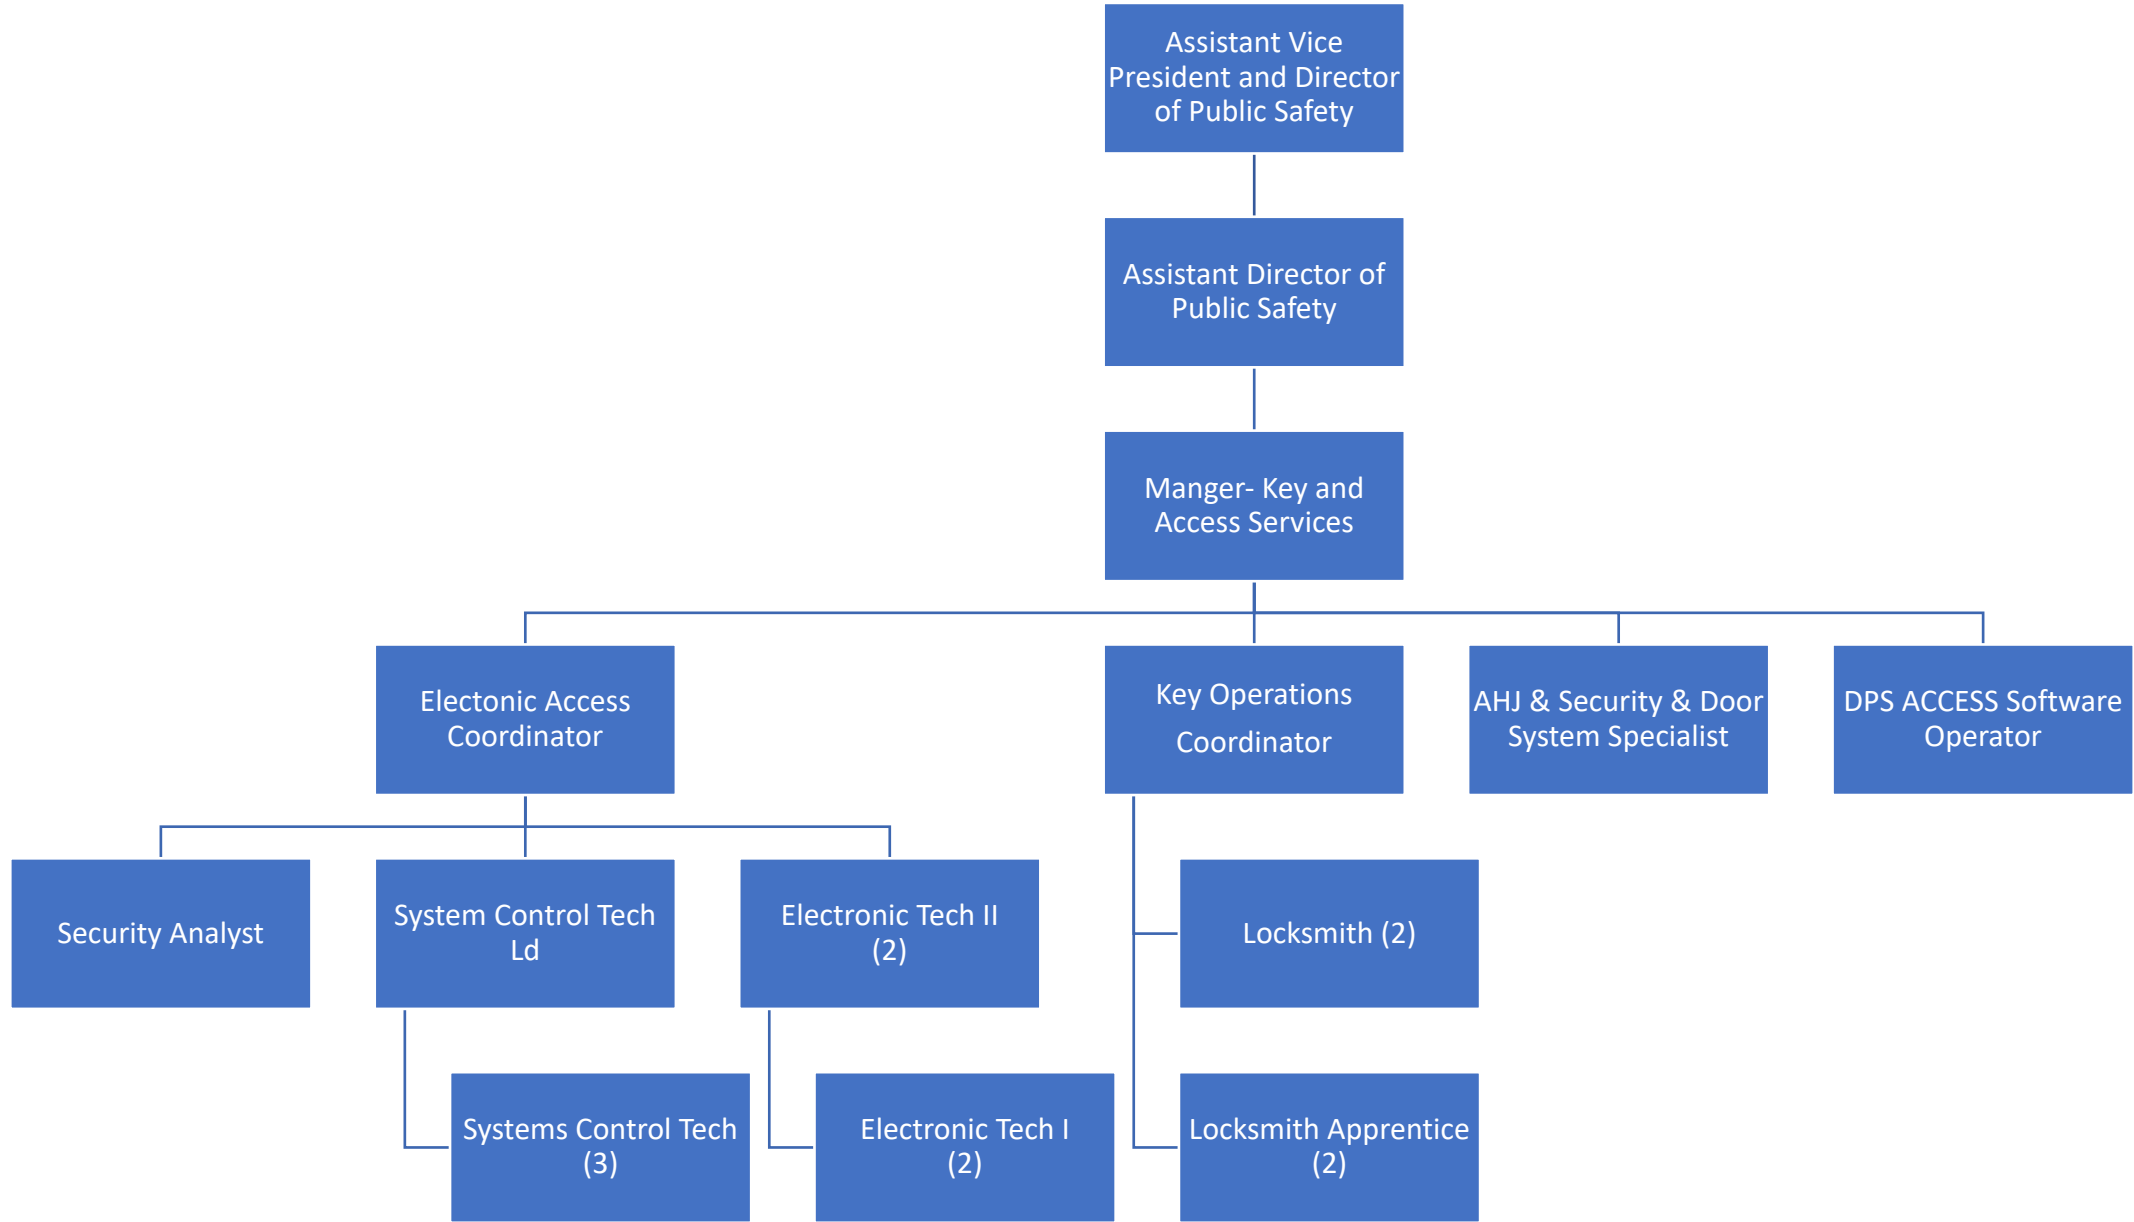 Assistant Vice
President and Director
of Public Safety
Assistant Director of
Public Safety
Manger- Key and
Access Services
Electonic Access
Coordinator
Key Operations
Coordinator
AHJ & Security & Door
System Specialist
DPS ACCESS Software
Operator
Security Analyst
System Control Tech
Ld
Electronic Tech II
(2)
Locksmith (2)
Systems Control Tech
(3)
Electronic Tech I
(2)
Locksmith Apprentice
(2)